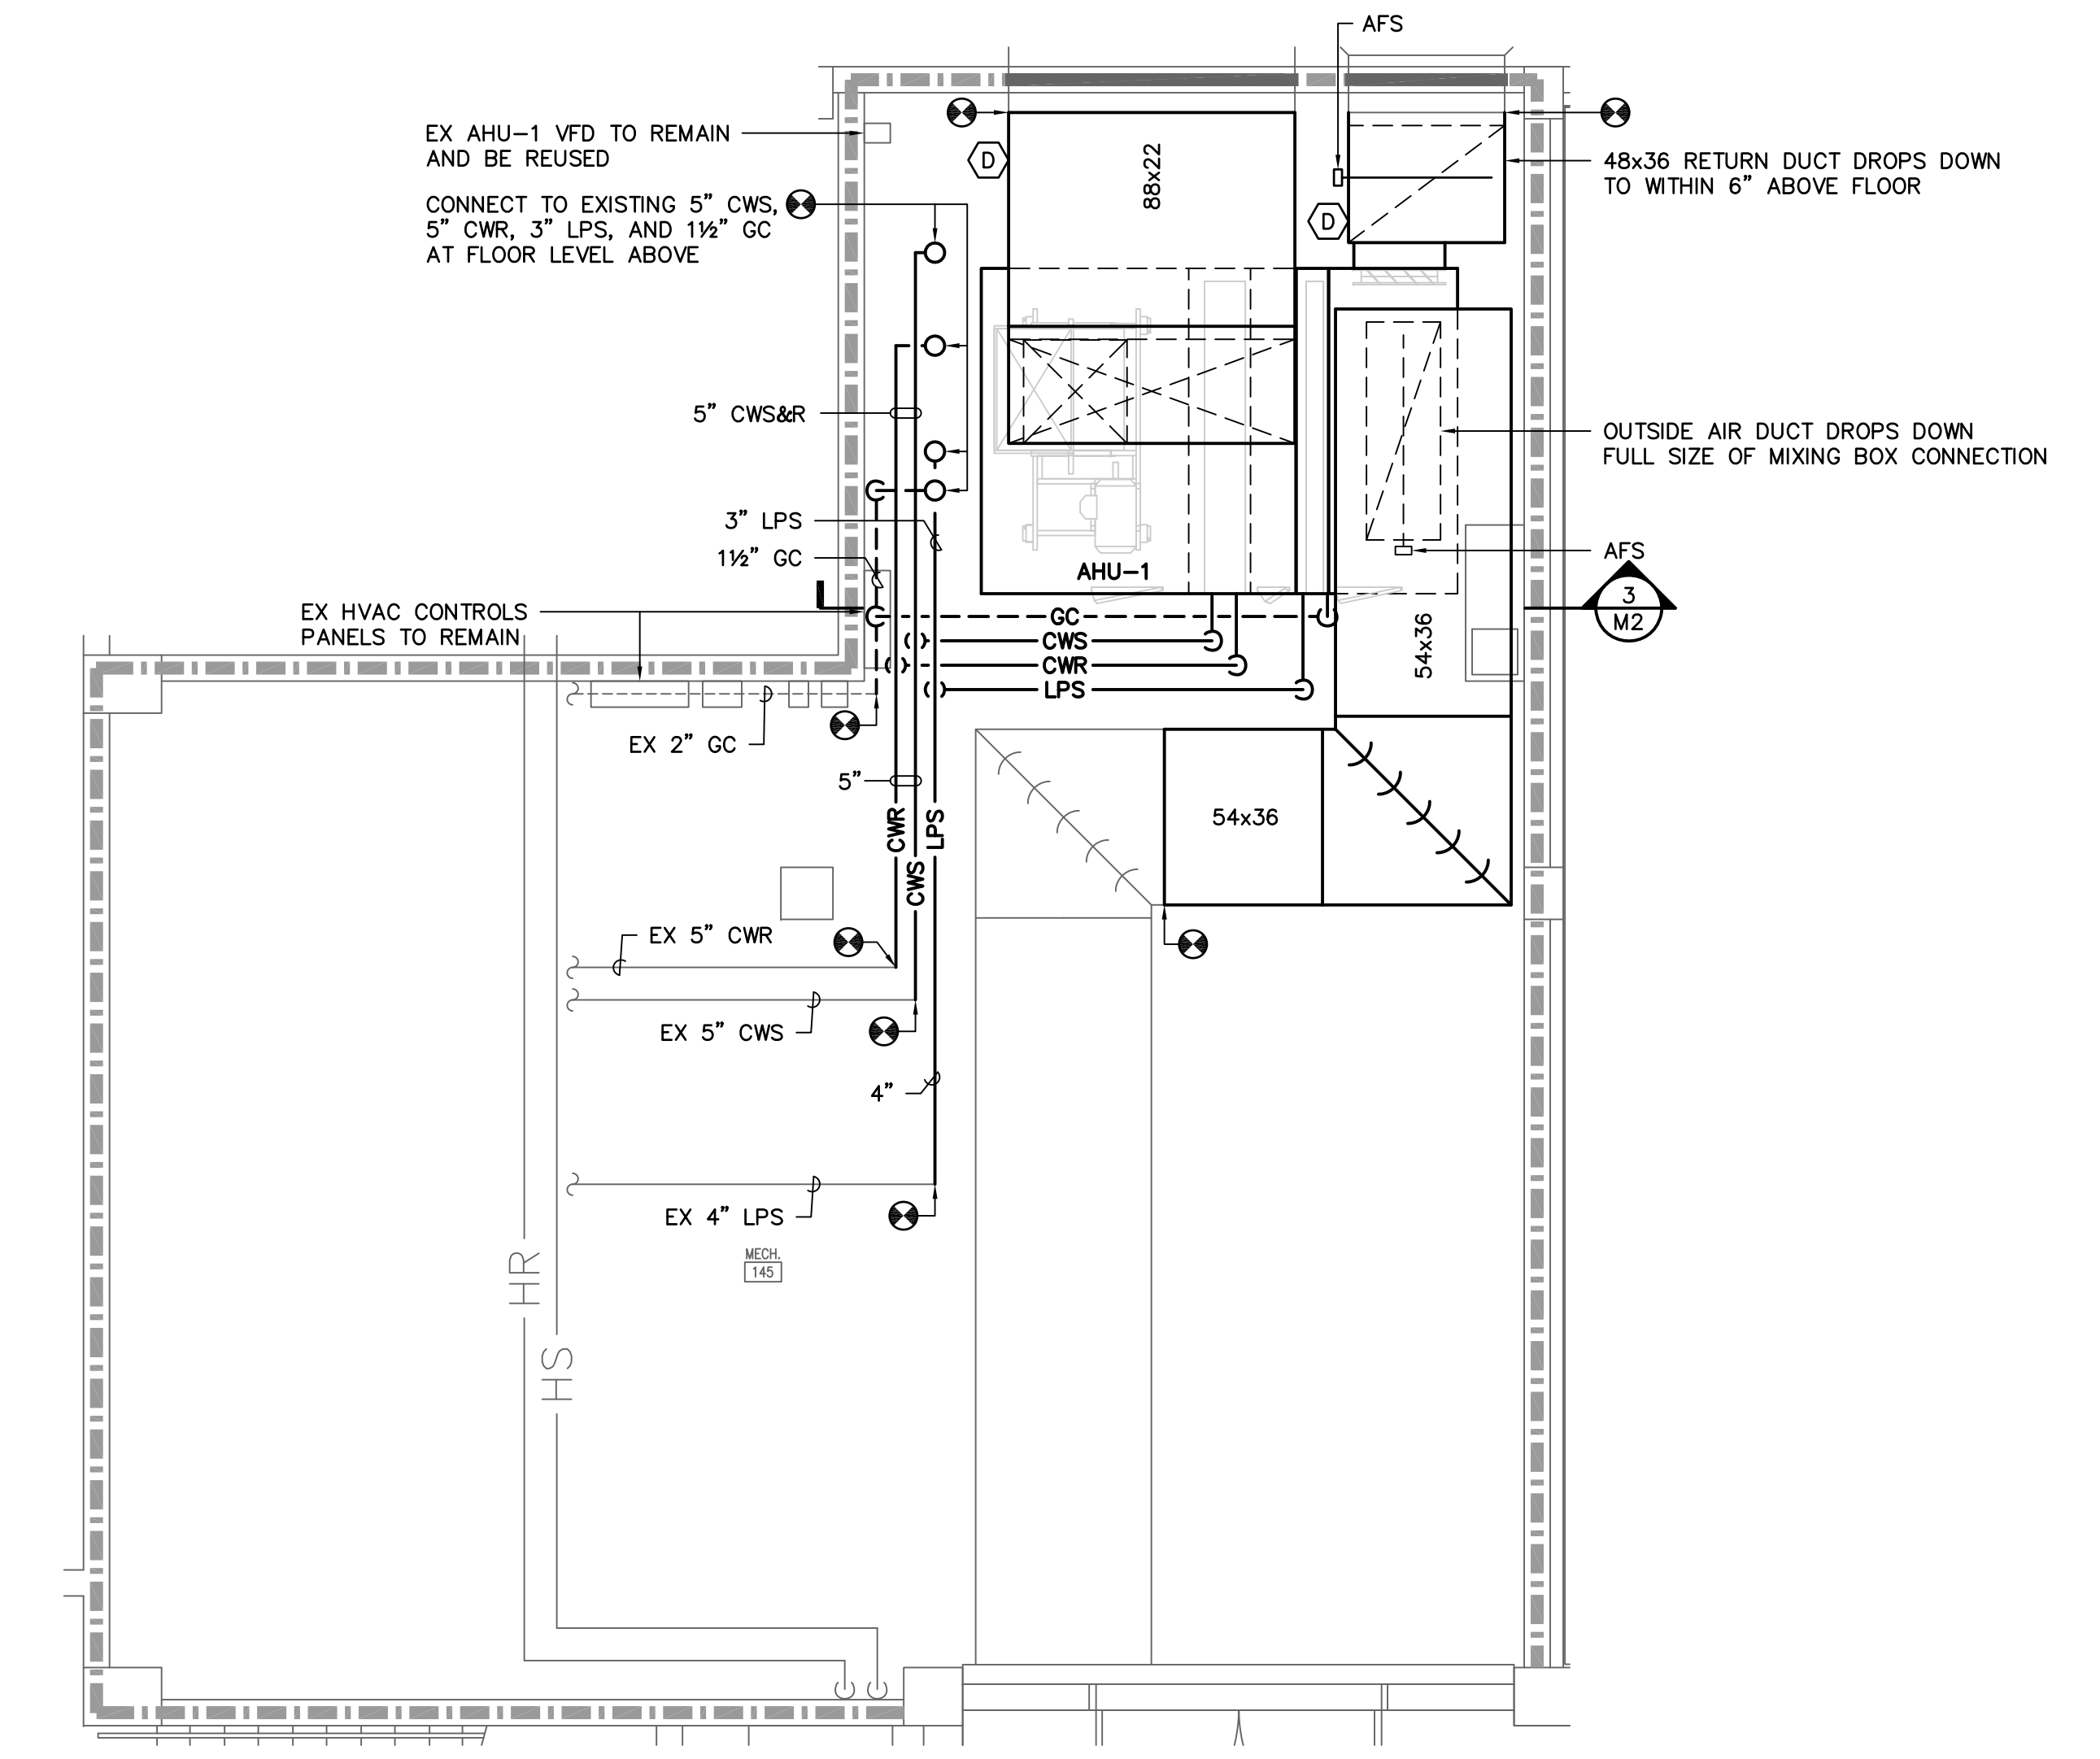 AFS
EX AHU-1 VFD TO REMAIN
AND BE REUSED
CONNECT TO EXISTING 5" CWS,
5" CWR, 3" LPS, AND 1½" GC
AT FLOOR LEVEL ABOVE
D
88x22
D
48x36 RETURN DUCT DROPS DOWN
TO WITHIN 6" ABOVE FLOOR
5" CWS&R
OUTSIDE AIR DUCT DROPS DOWN
FULL SIZE OF MIXING BOX CONNECTION
3" LPS
1½" GC
AHU-1
AFS
EX HVAC CONTROLS
PANELS TO REMAIN
GC
CWS
CWR
LPS
54x36
3
M2
EX 2" GC
5"
CWR
CWS
LPS
54x36
EX 5" CWR
EX 5" CWS
4"
EX 4" LPS
MECH.
145
HR
HS